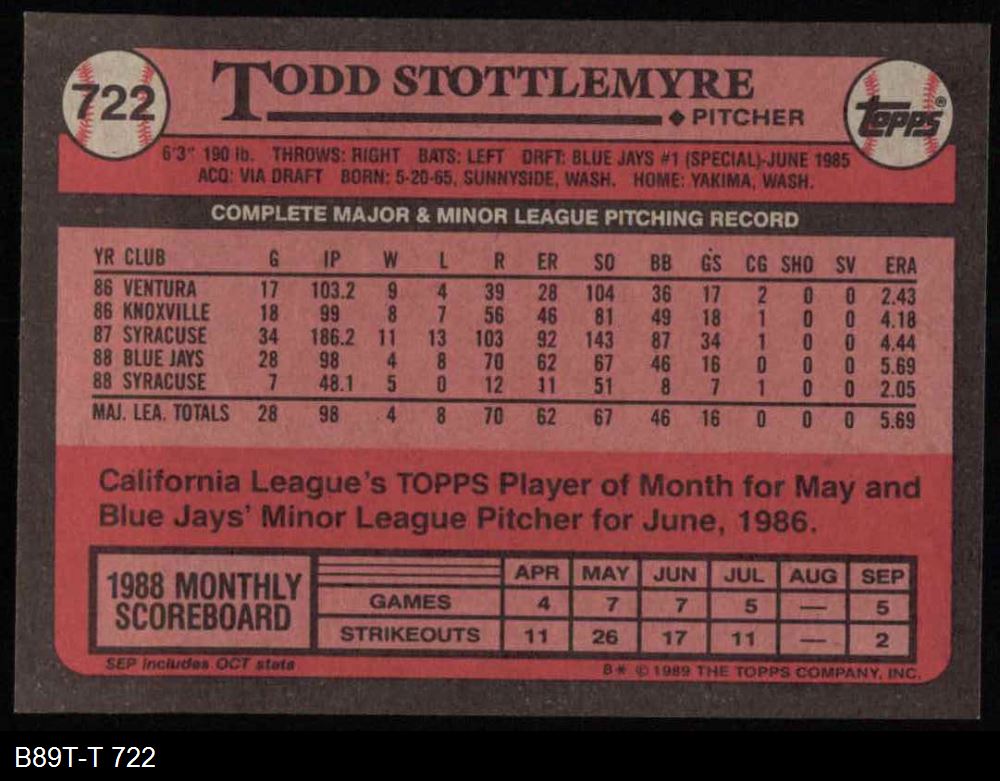 722
TODD STOTTLEMYRE
◆ PITCHER
TOPPS®
6'3" 190 lb. THROWS: RIGHT BATS: LEFT DRFT: BLUE JAYS #1 (SPECIAL)-JUNE 1985
ACQ: VIA DRAFT BORN: 5-20-65, SUNNYSIDE, WASH. HOME: YAKIMA, WASH.
COMPLETE MAJOR & MINOR LEAGUE PITCHING RECORD
YR CLUB G IP W L R ER SO BB GS CG SHO SV ERA
86 VENTURA 17 103.2 9 4 39 28 104 36 17 2 0 0 2.43
86 KNOXVILLE 18 99 8 7 56 46 81 49 18 1 0 0 4.18
87 SYRACUSE 34 186.2 11 13 103 92 143 87 34 1 0 0 4.44
88 BLUE JAYS 28 98 4 8 70 62 67 46 16 0 0 0 5.69
88 SYRACUSE 7 48.1 5 0 12 11 51 8 7 1 0 0 2.05
MAJ. LEA. TOTALS 28 98 4 8 70 62 67 46 16 0 0 0 5.69
California League's TOPPS Player of Month for May and
Blue Jays' Minor League Pitcher for June, 1986.
1988 MONTHLY
SCOREBOARD
APR MAY JUN JUL AUG SEP
GAMES 4 7 7 5 — 5
STRIKEOUTS 11 26 17 11 — 2
SEP includes OCT stats
B* © 1989 THE TOPPS COMPANY, INC.
B89T-T 722